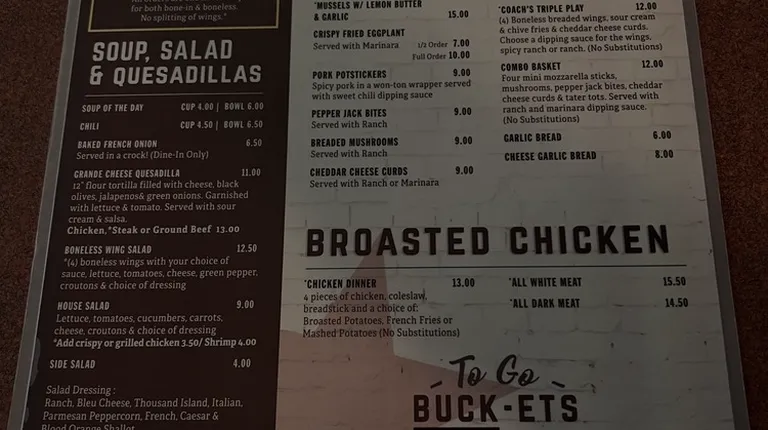 for both bone-in & boneless.
No splitting of wings.*
SOUP, SALAD
& QUESADILLAS
SOUP OF THE DAY CUP 4.00 | BOWL 6.00
CHILI CUP 4.50 | BOWL 6.50
BAKED FRENCH ONION 6.50
Served in a crock! (Dine-In Only)
GRANDE CHEESE QUESADILLA 11.00
12" flour tortilla filled with cheese, black
olives, jalapenos& green onions. Garnished
with lettuce & tomato. Served with sour
cream & salsa.
Chicken,*Steak or Ground Beef 13.00
BONELESS WING SALAD 12.50
*(4) boneless wings with your choice of
sauce, lettuce, tomatoes, cheese, green pepper,
croutons & choice of dressing
HOUSE SALAD 9.00
Lettuce, tomatoes, cucumbers, carrots,
cheese, croutons & choice of dressing
*Add crispy or grilled chicken 3.50/ Shrimp 4.00
SIDE SALAD 4.00
Salad Dressing :
Ranch, Bleu Cheese, Thousand Island, Italian,
Parmesan Peppercorn, French, Caesar &
Blood Orange Shallot
*MUSSELS W/ LEMON BUTTER
& GARLIC 15.00
CRISPY FRIED EGGPLANT
Served with Marinara 1/2 Order 7.00
Full Order 10.00
PORK POTSTICKERS 9.00
Spicy pork in a won-ton wrapper served
with sweet chili dipping sauce
PEPPER JACK BITES 9.00
Served with Ranch
BREADED MUSHROOMS 9.00
Served with Ranch
CHEDDAR CHEESE CURDS 9.00
Served with Ranch or Marinara
*COACH'S TRIPLE PLAY 12.00
(4) Boneless breaded wings, sour cream
& chive fries & cheddar cheese curds.
Choose a dipping sauce for the wings,
spicy ranch or ranch. (No Substitutions)
COMBO BASKET 12.00
Four mini mozzarella sticks,
mushrooms, pepper jack bites, cheddar
cheese curds & tater tots. Served with
ranch and marinara dipping sauce.
(No Substitutions)
GARLIC BREAD 6.00
CHEESE GARLIC BREAD 8.00
BROASTED CHICKEN
*CHICKEN DINNER 13.00
4 pieces of chicken, coleslaw,
breadstick and a choice of:
Broasted Potatoes, French Fries or
Mashed Potatoes (No Substitutions)
*ALL WHITE MEAT 15.50
*ALL DARK MEAT 14.50
To Go
BUCK-ETS